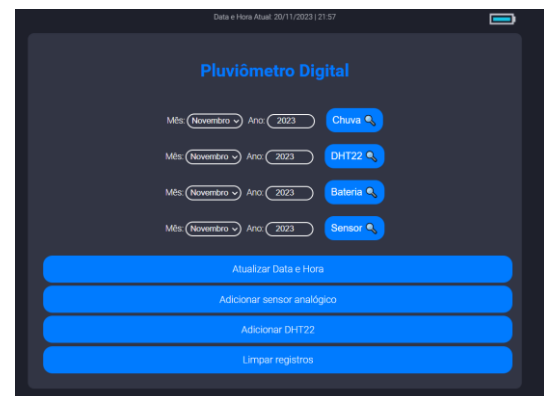 Data e Hora Atual: 20/11/2023 | 21:57
Pluviômetro Digital
Mês: Novembro Ano: 2023 Chuva
Mês: Novembro Ano: 2023 DHT22
Mês: Novembro Ano: 2023 Bateria
Mês: Novembro Ano: 2023 Sensor
Atualizar Data e Hora
Adicionar sensor analógico
Adicionar DHT22
Limpar registros